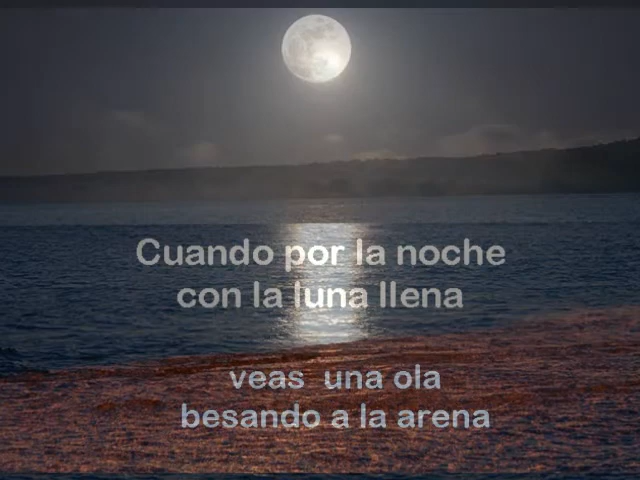 Cuando por la noche
con la luna llena
veas una ola
besando a la arena